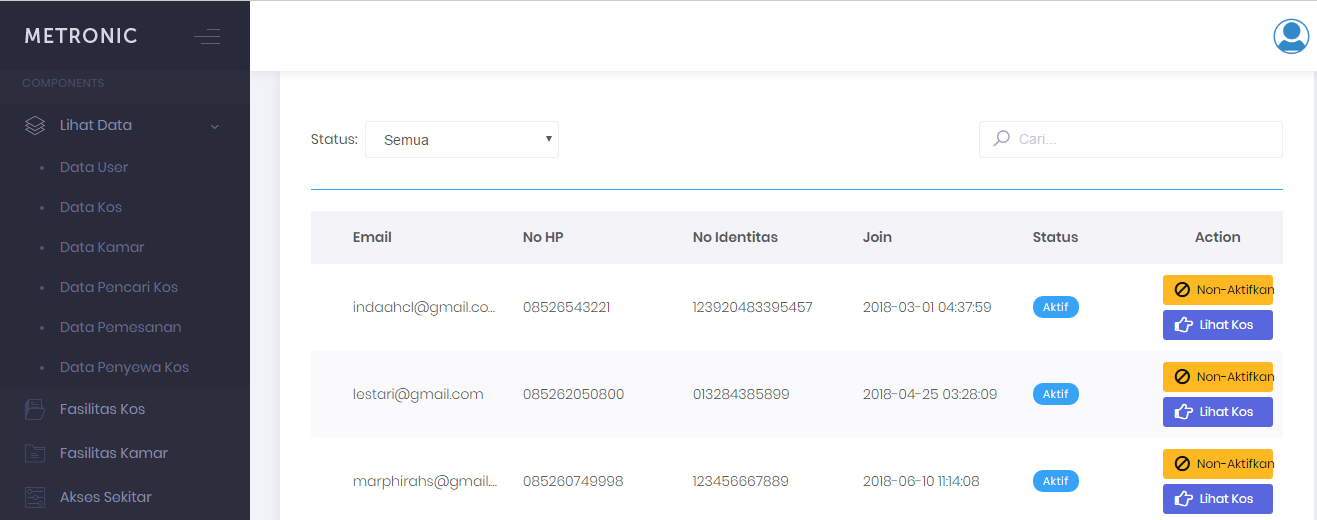 METRONIC
COMPONENTS
Lihat Data
Data User
Data Kos
Data Kamar
Data Pencari Kos
Data Pemesanan
Data Penyewa Kos
Fasilitas Kos
Fasilitas Kamar
Akses Sekitar
Status: Semua Cari...
Email No HP No Identitas Join Status Action
indaahcl@gmail.co... 08526543221 123920483395457 2018-03-01 04:37:59 Aktif Non-Aktifkan
Lihat Kos
lestari@gmail.com 085262050800 013284385899 2018-04-25 03:28:09 Aktif Non-Aktifkan
Lihat Kos
marphirahs@gmail... 085260749998 123456667889 2018-06-10 11:14:08 Aktif Non-Aktifkan
Lihat Kos